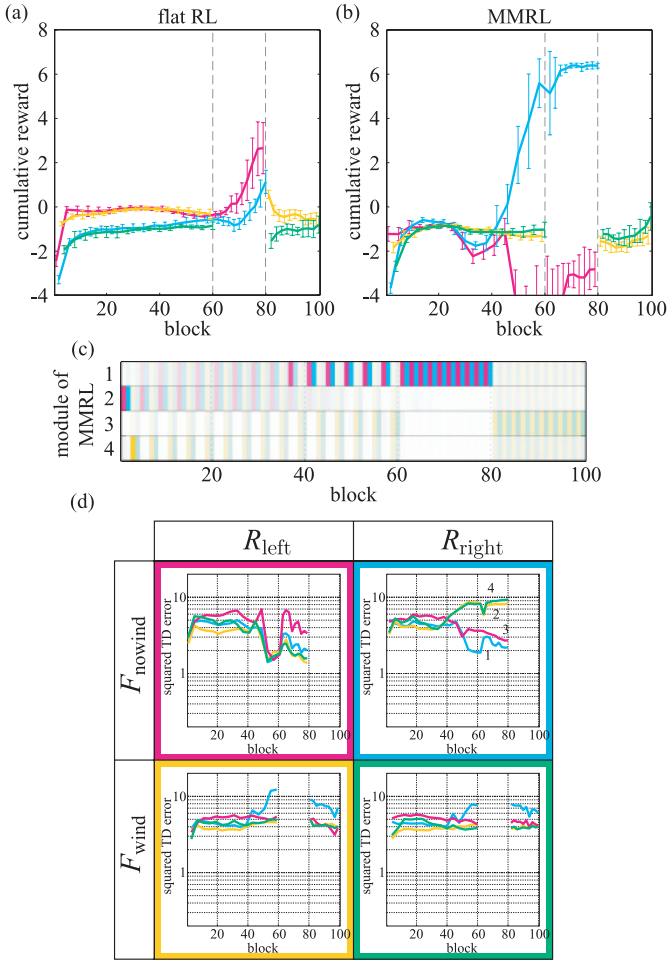 (a)
flat RL
cumulative reward
8
6
4
2
0
-2
-4
20
40
60
80
100
block
(b)
MMRL
cumulative reward
8
6
4
2
0
-2
-4
20
40
60
80
100
block
(c)
module of
MMRL
1
2
3
4
20
40
60
80
100
block
(d)
R_left
R_right
F_nowind
squared TD error
10
1
0
20
40
60
80
100
block
squared TD error
10
1
4
2
3
1
0
20
40
60
80
100
block
F_wind
squared TD error
10
1
0
20
40
60
80
100
block
squared TD error
10
1
0
20
40
60
80
100
block